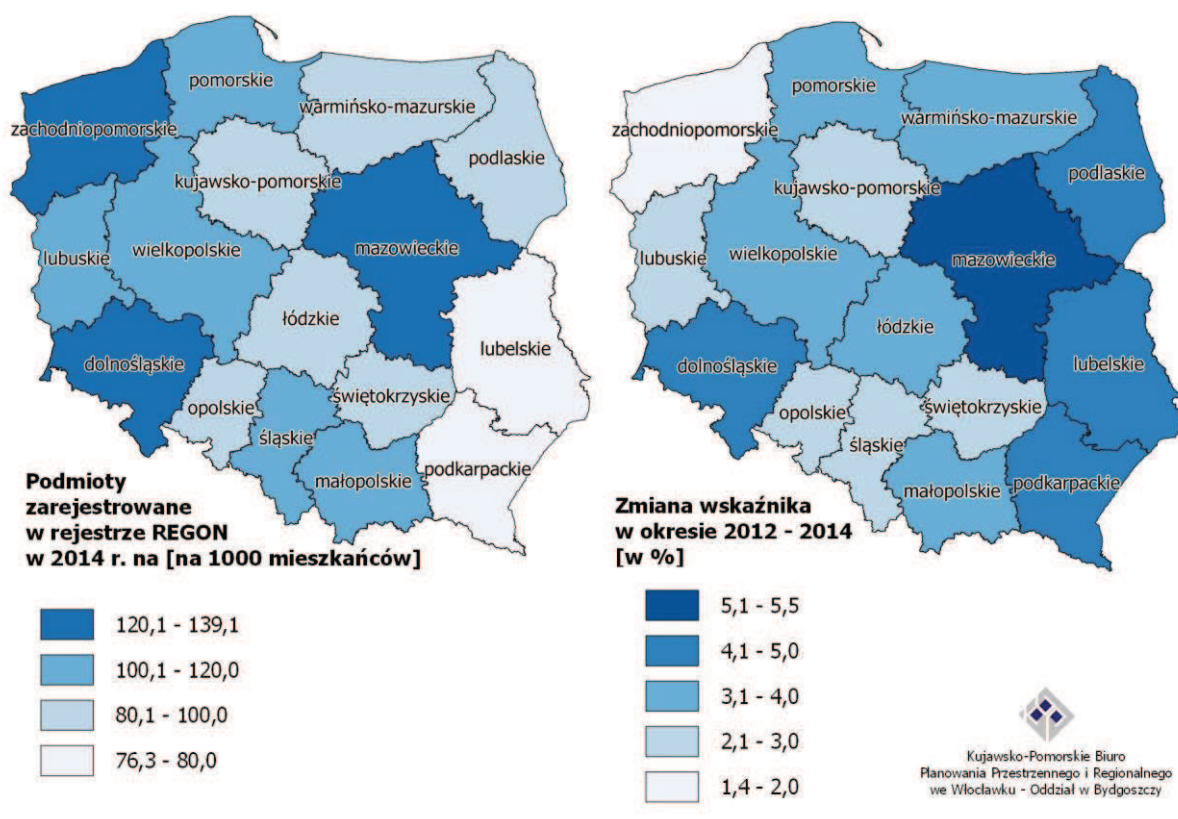 pomorskie
warmińsko-mazurskie
zachodniopomorskie
podlaskie
kujawsko-pomorskie
wielkopolskie
mazowieckie
lubuskie
łódzkie
lubelskie
dolnośląskie
opolskie
świętokrzyskie
śląskie
małopolskie
podkarpackie
Podmioty
zarejestrowane
w rejestrze REGON
w 2014 r. na [na 1000 mieszkańców]
120,1 - 139,1
100,1 - 120,0
80,1 - 100,0
76,3 - 80,0
pomorskie
warmińsko-mazurskie
zachodniopomorskie
podlaskie
kujawsko-pomorskie
wielkopolskie
mazowieckie
lubuskie
łódzkie
lubelskie
dolnośląskie
opolskie
świętokrzyskie
śląskie
małopolskie
podkarpackie
Zmiana wskaźnika
w okresie 2012 - 2014
[w %]
5,1 - 5,5
4,1 - 5,0
3,1 - 4,0
2,1 - 3,0
1,4 - 2,0
Kujawsko-Pomorskie Biuro
Planowania Przestrzennego i Regionalnego
we Włocławku - Oddział w Bydgoszczy